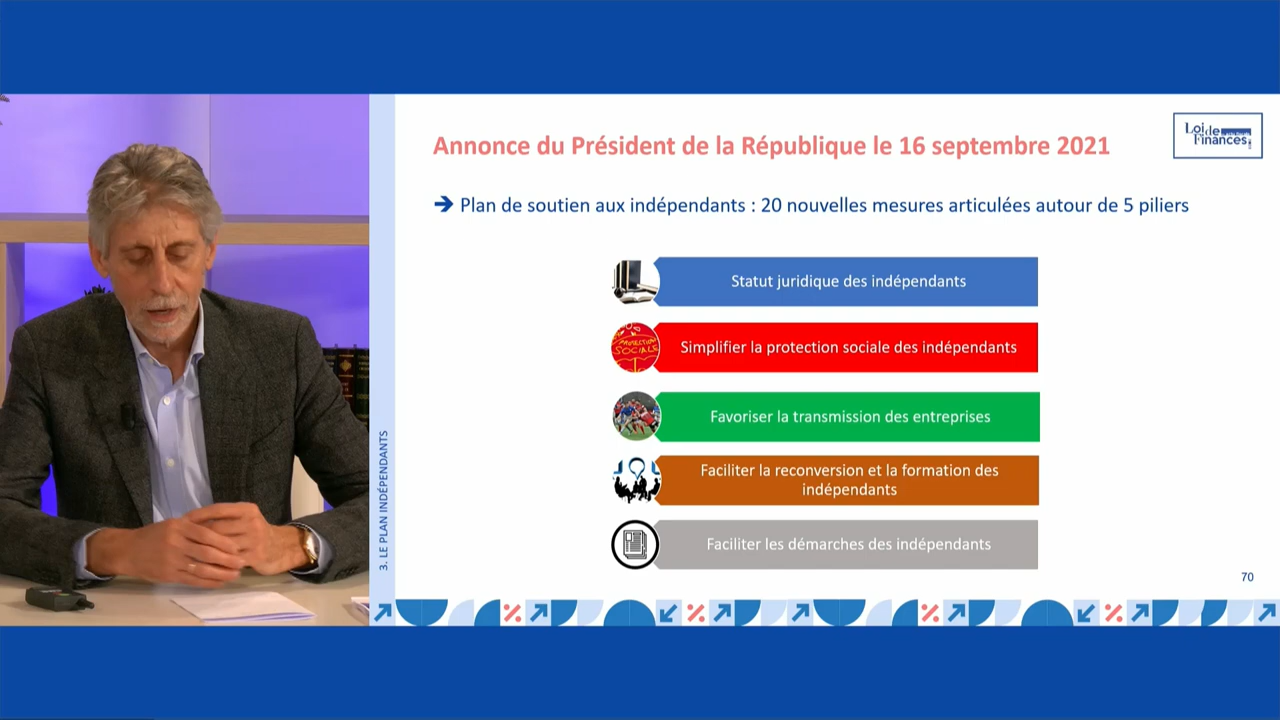 Annonce du Président de la République le 16 septembre 2021
Loi de
Finances
➔ Plan de soutien aux indépendants : 20 nouvelles mesures articulées autour de 5 piliers
Statut juridique des indépendants
PROTECTION
SOCIALE
Simplifier la protection sociale des indépendants
Favoriser la transmission des entreprises
Faciliter la reconversion et la formation des
indépendants
Faciliter les démarches des indépendants
3. LE PLAN INDÉPENDANTS
70